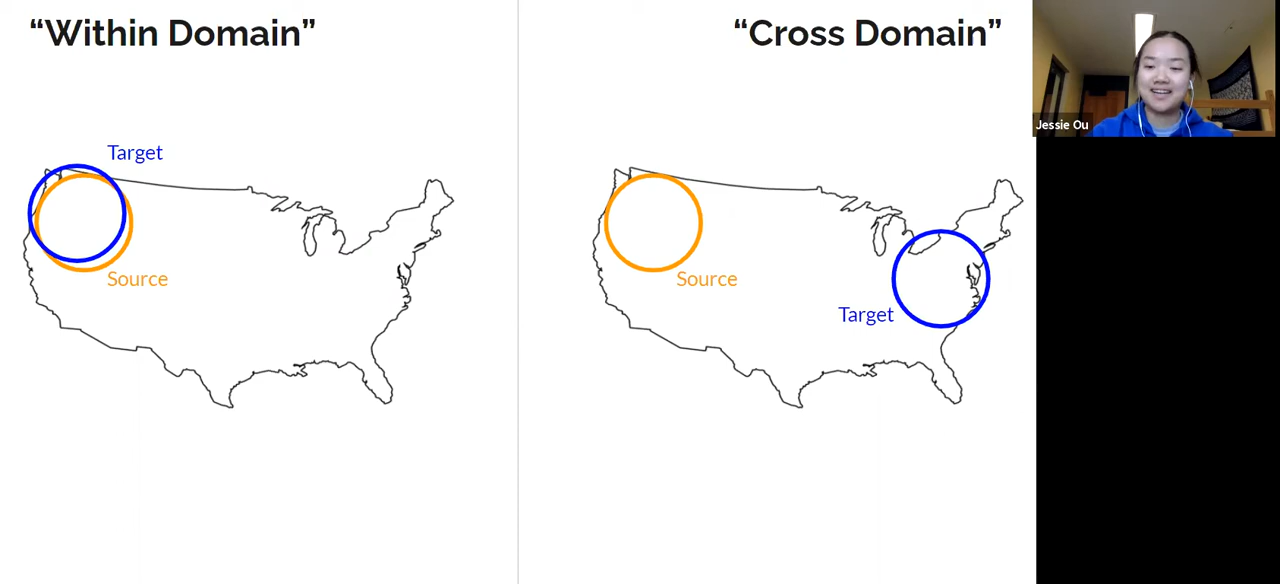 “Within Domain”
Target
Source
“Cross Domain”
Source
Target
Jessie Ou